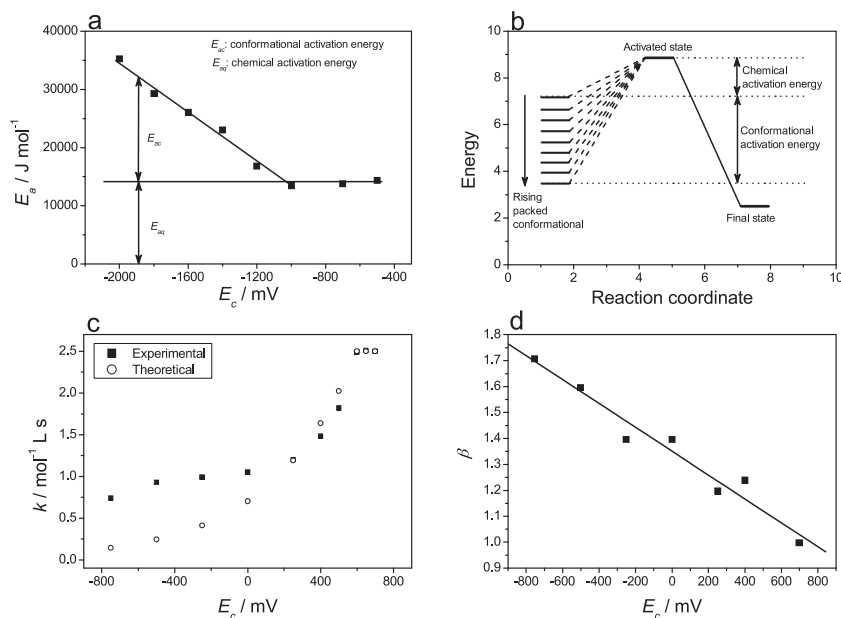 a
E_ac: conformational activation energy
E_aq: chemical activation energy
40000
30000
20000
10000
0
E_a / J mol⁻¹
E_ac
E_aq
-2000 -1600 -1200 -800 -400
E_c / mV
b
Activated state
Chemical
activation energy
Conformational
activation energy
Rising
packed
conformational
Final state
10
8
6
4
2
0
Energy
0 2 4 6 8 10
Reaction coordinate
c
Experimental
Theoretical
2.5
2.0
1.5
1.0
0.5
0.0
k / mol⁻¹ L s
-800 -400 0 400 800
E_c / mV
d
1.8
1.7
1.6
1.5
1.4
1.3
1.2
1.1
1.0
0.9
β
-800 -600 -400 -200 0 200 400 600 800
E_c / mV